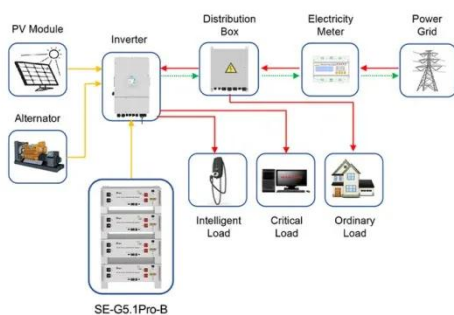 PV Module
Inverter
Distribution
Box
Electricity
Meter
Power
Grid
Alternator
Intelligent
Load
Critical
Load
Ordinary
Load
SE-G5.1Pro-B